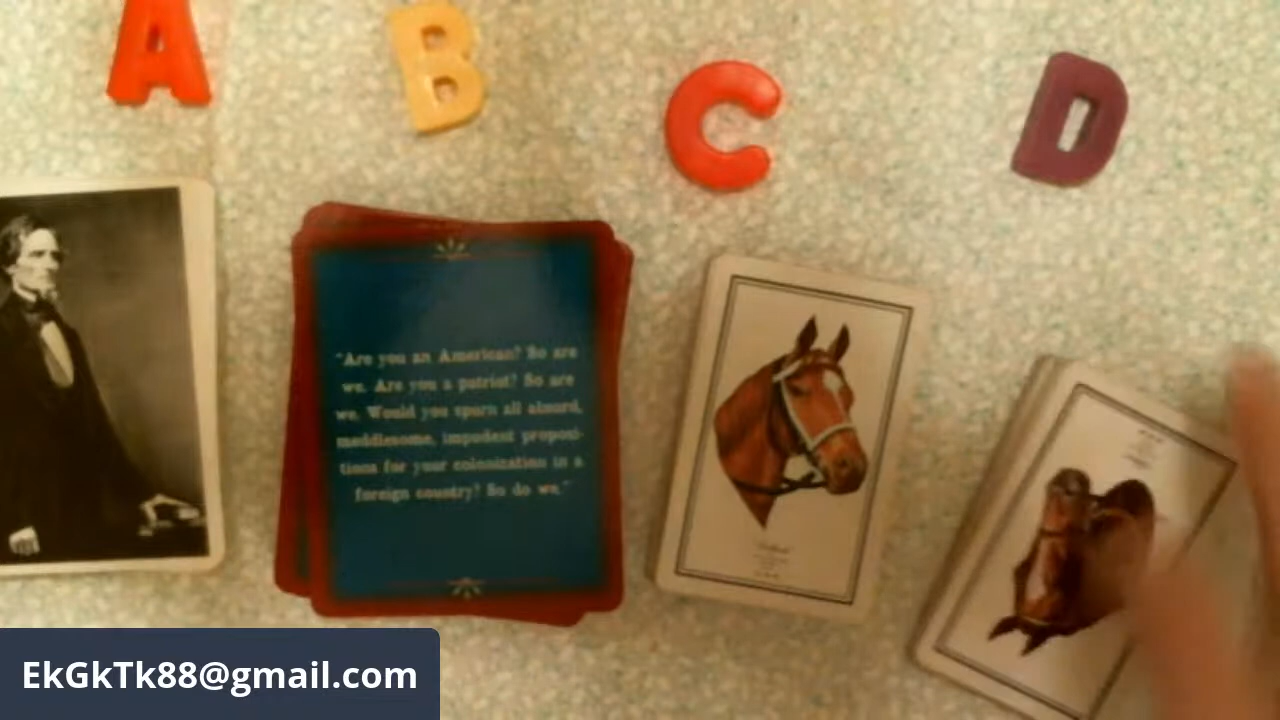 A
B
C
D
"Are you an American? So are
we. Are you a patriot? So are
we. Would you spurn all absurd,
meddlesome, impudent proposi-
tions for your colonization in a
foreign country? So do we."
EkGkTk88@gmail.com